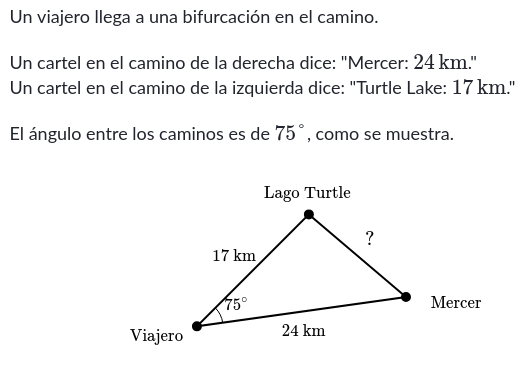 Un viajero llega a una bifurcación en el camino.
Un cartel en el camino de la derecha dice: "Mercer: 24 km."
Un cartel en el camino de la izquierda dice: "Turtle Lake: 17 km."
El ángulo entre los caminos es de 75°, como se muestra.
Lago Turtle
?
17 km
75°
Mercer
24 km
Viajero